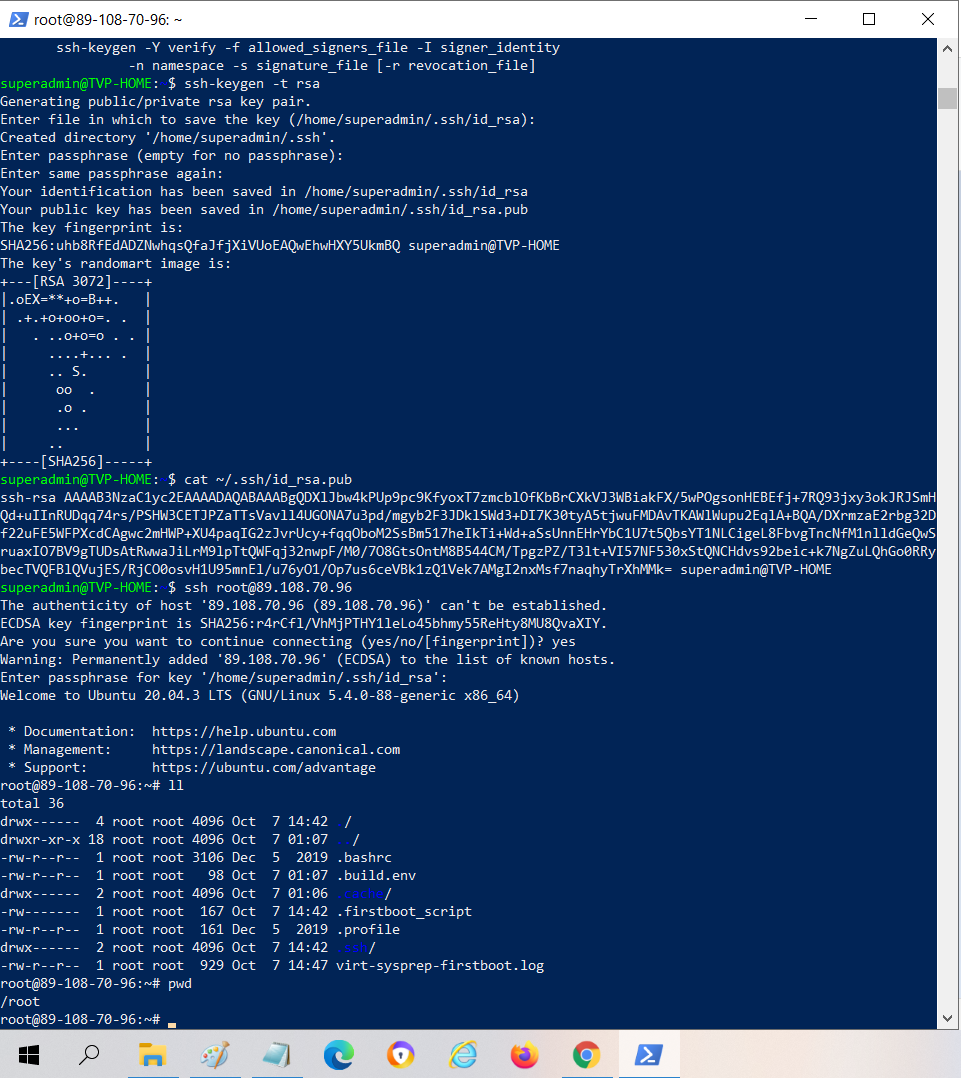 root@89-108-70-96: ~
ssh-keygen -Y verify -f allowed_signers_file -I signer_identity
-n namespace -s signature_file [-r revocation_file]
superadmin@TVP-HOME:~$ ssh-keygen -t rsa
Generating public/private rsa key pair.
Enter file in which to save the key (/home/superadmin/.ssh/id_rsa):
Created directory '/home/superadmin/.ssh'.
Enter passphrase (empty for no passphrase):
Enter same passphrase again:
Your identification has been saved in /home/superadmin/.ssh/id_rsa
Your public key has been saved in /home/superadmin/.ssh/id_rsa.pub
The key fingerprint is:
SHA256:uhb8RfEdADZNwhqsQfaJfjXiVUoEAQwEhwHXY5UkmBQ superadmin@TVP-HOME
The key's randomart image is:
+---[RSA 3072]----+
|.oEX=**+o=B++.   |
| .+.+o+oo+o=. .  |
|   . ..o+o=o . . |
|     ....+... .  |
|     .. S.       |
|      oo  .      |
|      .o .       |
|      ...        |
|     ..          |
+----[SHA256]-----+
superadmin@TVP-HOME:~$ cat ~/.ssh/id_rsa.pub
ssh-rsa AAAAB3NzaC1yc2EAAAADAQABAAABgQDXlJbw4kPUp9pc9KfyoxT7zmcblOfKbBrCXkVJ3WBiakFX/5wPOgsonHEBEfj+7RQ93jxy3okJRJSmH
Qd+uIInRUDqq74rs/PSHW3CETJPZaTTsVavll4UGONA7u3pd/mgyb2F3JDklSWd3+DI7K30tyA5tjwuFMDAvTKAWlWupu2EqlA+BQA/DXrmzaE2rbg32D
f22uFE5WFPXcdCAgwc2mHWP+XU4paqIG2zJvrUcy+fqqOboM2SsBm517heIkTi+Wd+aSsUnnEHrYbC1U7t5QbsYT1NLCigeL8FbvgTncNfM1nlldGeQwS
ruaxIO7BV9gTUDsAtRwwaJiLrM9lpTtQWFqj32nwpF/M0/7O8GtsOntM8B544CM/TpgzPZ/T3lt+VI57NF530xStQNCHdvs92beic+k7NgZuLQhGo0RRy
becTVQFBlQVujES/RjCO0osvH1U95mnEl/u76yO1/Op7us6ceVBk1zQ1Vek7AMgI2nxMsf7naqhyTrXhMMk= superadmin@TVP-HOME
superadmin@TVP-HOME:~$ ssh root@89.108.70.96
The authenticity of host '89.108.70.96 (89.108.70.96)' can't be established.
ECDSA key fingerprint is SHA256:r4rCfl/VhMjPTHY1leLo45bhmy55ReHty8MU8QvaXIY.
Are you sure you want to continue connecting (yes/no/[fingerprint])? yes
Warning: Permanently added '89.108.70.96' (ECDSA) to the list of known hosts.
Enter passphrase for key '/home/superadmin/.ssh/id_rsa':
Welcome to Ubuntu 20.04.3 LTS (GNU/Linux 5.4.0-88-generic x86_64)
* Documentation:  https://help.ubuntu.com
* Management:     https://landscape.canonical.com
* Support:        https://ubuntu.com/advantage
root@89-108-70-96:~# ll
total 36
drwx------  4 root root 4096 Oct  7 14:42 ./
drwxr-xr-x 18 root root 4096 Oct  7 01:07 ../
-rw-r--r--  1 root root 3106 Dec  5  2019 .bashrc
-rw-r--r--  1 root root   98 Oct  7 01:07 .build.env
drwx------  2 root root 4096 Oct  7 01:06 .cache/
-rw-------  1 root root  167 Oct  7 14:42 .firstboot_script
-rw-r--r--  1 root root  161 Dec  5  2019 .profile
drwx------  2 root root 4096 Oct  7 14:42 .ssh/
-rw-r--r--  1 root root  929 Oct  7 14:47 virt-sysprep-firstboot.log
root@89-108-70-96:~# pwd
/root
root@89-108-70-96:~#